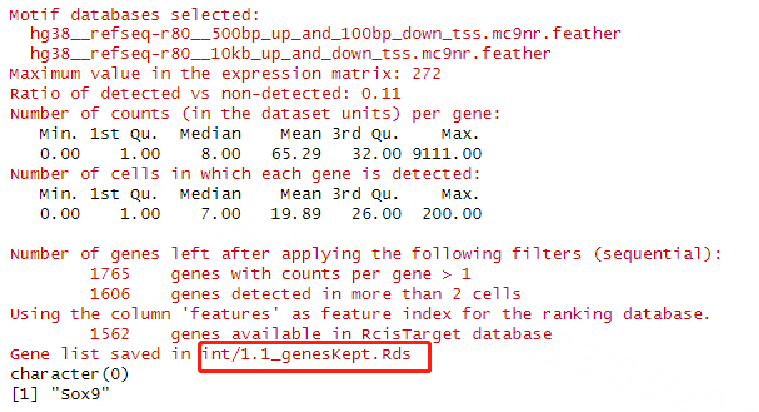 Motif databases selected:
  hg38__refseq-r80__500bp_up_and_100bp_down_tss.mc9nr.feather
  hg38__refseq-r80__10kb_up_and_down_tss.mc9nr.feather
Maximum value in the expression matrix: 272
Ratio of detected vs non-detected: 0.11
Number of counts (in the dataset units) per gene:
   Min. 1st Qu.  Median    Mean 3rd Qu.    Max.
   0.00    1.00    8.00   65.29   32.00 9111.00
Number of cells in which each gene is detected:
   Min. 1st Qu.  Median    Mean 3rd Qu.    Max.
   0.00    1.00    7.00   19.89   26.00  200.00
Number of genes left after applying the following filters (sequential):
        1765    genes with counts per gene > 1
        1606    genes detected in more than 2 cells
Using the column 'features' as feature index for the ranking database.
        1562    genes available in RcisTarget database
Gene list saved in int/1.1_genesKept.Rds
character(0)
[1] "Sox9"